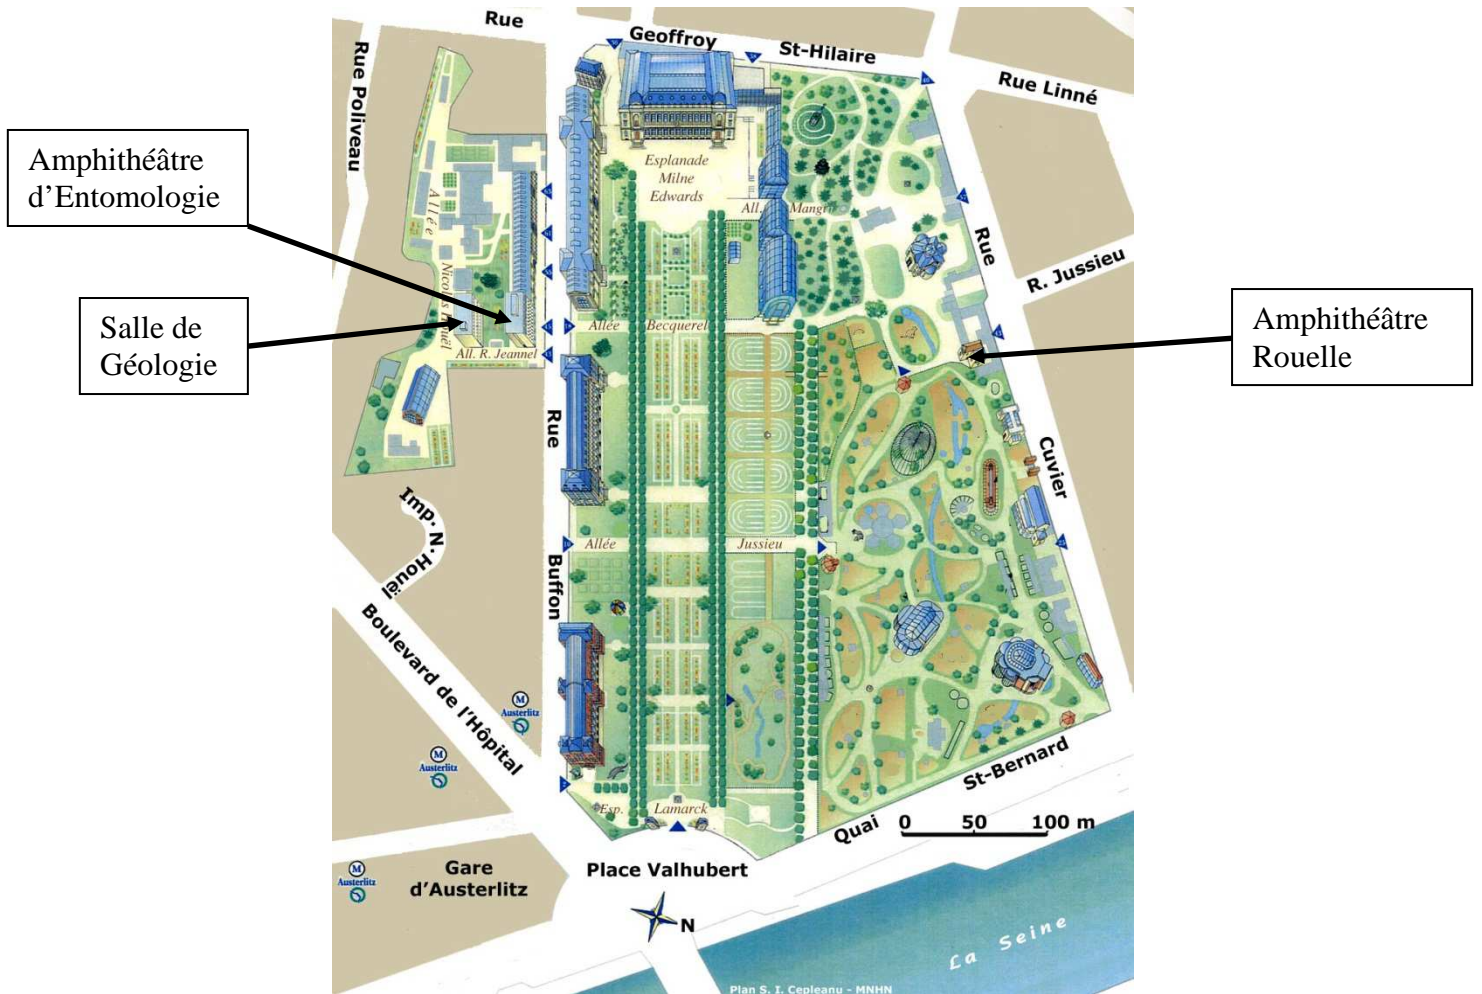 Rue
Geoffroy
St-Hilaire
Rue Linné
Rue Poliveau
Amphithéâtre
d’Entomologie
Salle de
Géologie
Amphithéâtre
Rouelle
Esplanade
Milne
Edwards
All.
Allée
Nicolas Houël
All. R. Jeannel
Allée Becquerel
Rue
R. Jussieu
Cuvier
Rue
Buffon
Allée Jussieu
Imp. N. Houël
Boulevard de l'Hôpital
M
Austerlitz
M
Austerlitz
M
Austerlitz
Esp. Lamarck
Quai
St-Bernard
0 50 100 m
Gare
d'Austerlitz
Place Valhubert
N
La Seine
Plan S. I. Cepleanu - MNHN